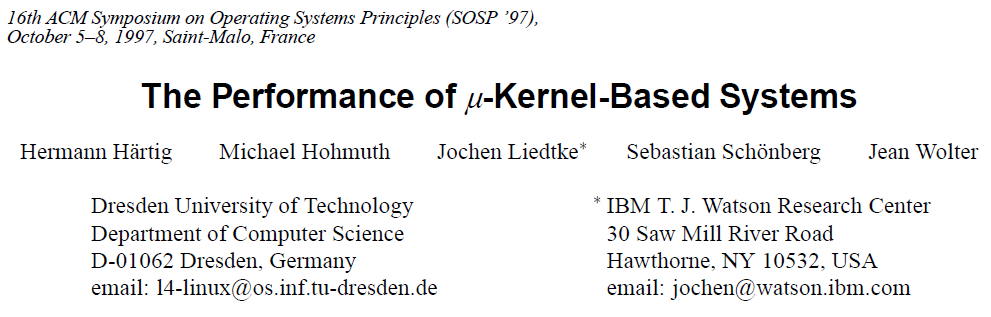 16th ACM Symposium on Operating Systems Principles (SOSP ’97),
October 5–8, 1997, Saint-Malo, France
The Performance of μ-Kernel-Based Systems
Hermann Härtig Michael Hohmuth Jochen Liedtke* Sebastian Schönberg Jean Wolter
Dresden University of Technology
Department of Computer Science
D-01062 Dresden, Germany
email: l4-linux@os.inf.tu-dresden.de
* IBM T. J. Watson Research Center
30 Saw Mill River Road
Hawthorne, NY 10532, USA
email: jochen@watson.ibm.com